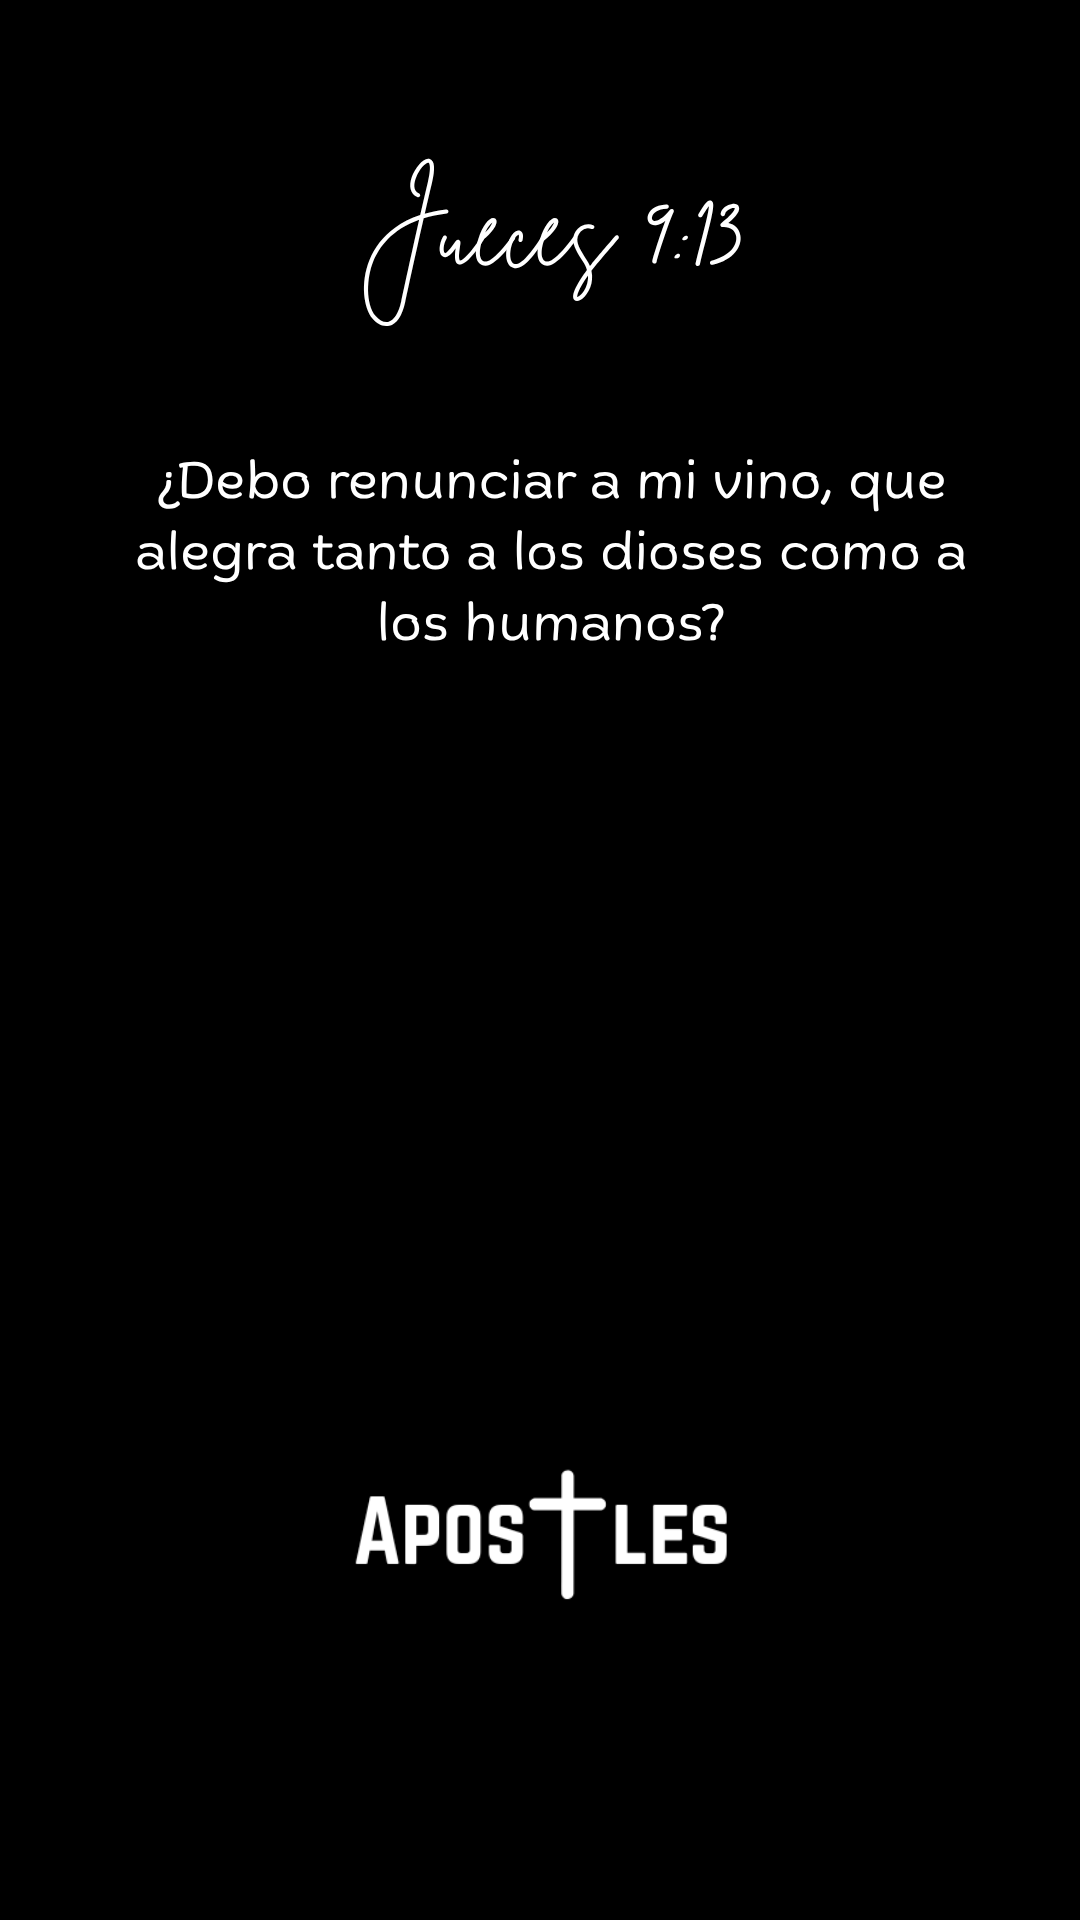 Jueces 9:13
¿Debo renunciar a mi vino, que
alegra tanto a los dioses como a
los humanos?
APOSTLES